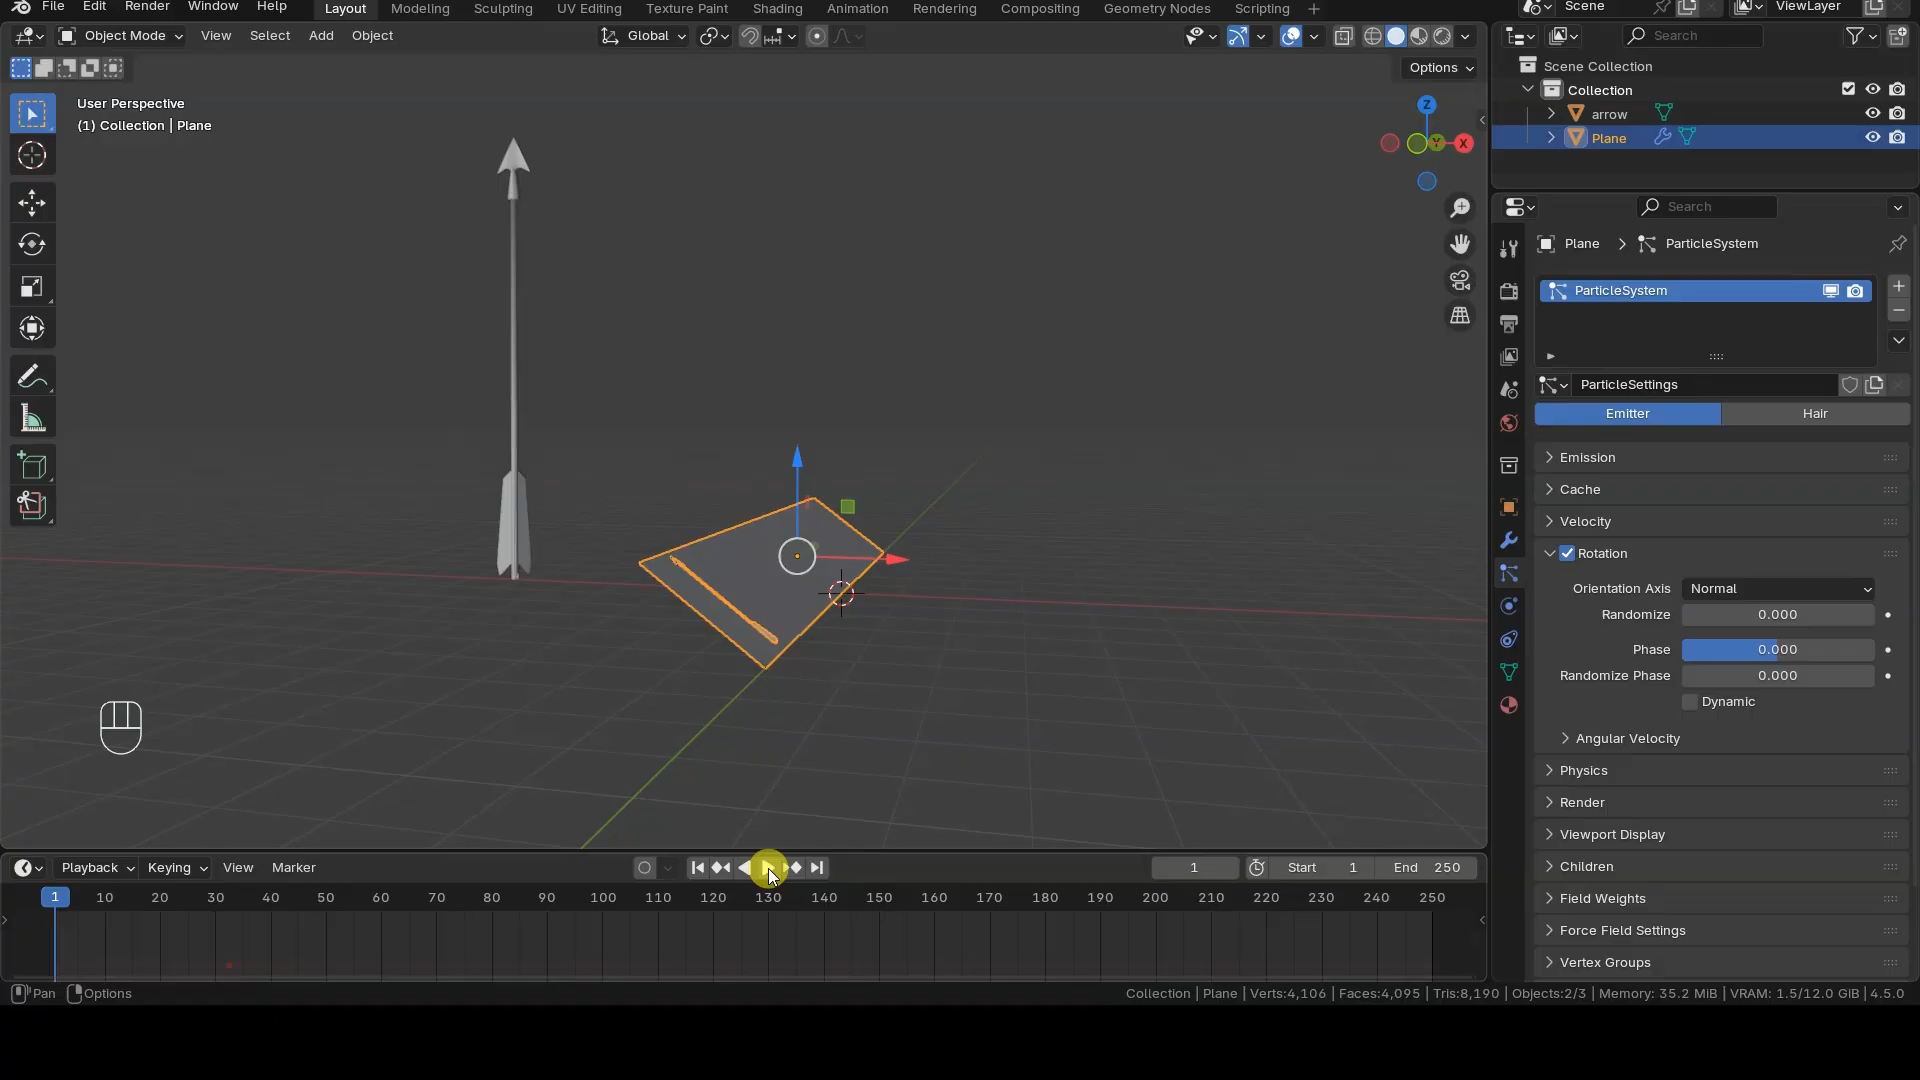 File Edit Render Window Help Layout Modeling Sculpting UV Editing Texture Paint Shading Animation Rendering Compositing Geometry Nodes Scripting + Scene ViewLayer
Object Mode View Select Add Object Global Search
Options
User Perspective
(1) Collection | Plane
Z
X
Y
Scene Collection
Collection
arrow
Plane
Search
Plane ParticleSystem
ParticleSystem
ParticleSettings
Emitter Hair
Emission
Cache
Velocity
Rotation
Orientation Axis Normal
Randomize 0.000
Phase 0.000
Randomize Phase 0.000
Dynamic
Angular Velocity
Physics
Render
Viewport Display
Children
Field Weights
Force Field Settings
Vertex Groups
Playback Keying View Marker 1 Start 1 End 250
1 10 20 30 40 50 60 70 80 90 100 110 120 130 140 150 160 170 180 190 200 210 220 230 240 250
Pan Options Collection | Plane | Verts:4,106 | Faces:4,095 | Tris:8,190 | Objects:2/3 | Memory: 35.2 MiB | VRAM: 1.5/12.0 GiB | 4.5.0